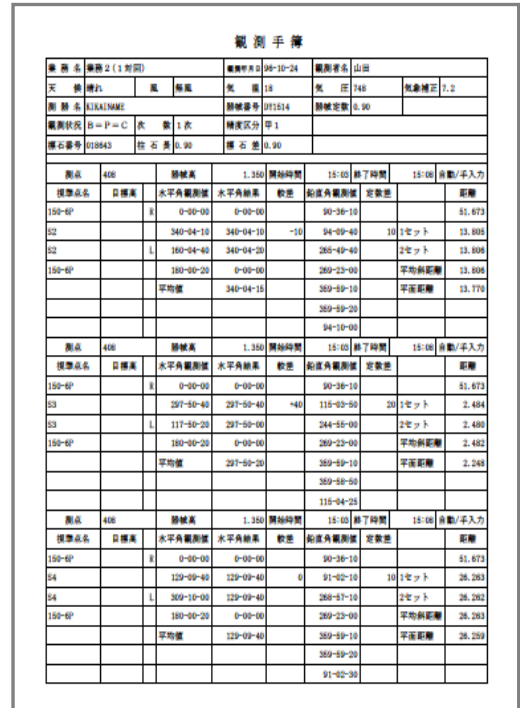 観測手簿
業務名 業務2(1対回) 観測年月日 96-10-24 観測者名 山田
天候 晴れ 風 無風 気温 18 気圧 748 気象補正 7.2
測器名 KIKAINAME 器械番号 DY1514 器械定数 0.90
観測状況 B=P=C 次数 1次 精度区分 甲1
標石番号 018643 柱石長 0.90 標石差 0.90
測点 408 器械高 1.350 開始時間 15:03 終了時間 15:08 自動/手入力
視準点名 目標高 水平角観測値 水平角結果 較差 鉛直角観測値 定数差 距離
150-6P R 0-00-00 0-00-00 90-36-10 51.673
S2 340-04-10 340-04-10 -10 94-09-40 10 1セット 13.805
S2 L 160-04-40 340-04-20 265-49-40 2セット 13.806
150-6P 180-00-20 0-00-00 269-23-00 平均斜距離 13.806
平均値 340-04-15 359-59-10 平面距離 13.770
359-59-20
94-10-00
測点 408 器械高 1.350 開始時間 15:03 終了時間 15:08 自動/手入力
視準点名 目標高 水平角観測値 水平角結果 較差 鉛直角観測値 定数差 距離
150-6P R 0-00-00 0-00-00 90-36-10 51.673
S3 297-50-40 297-50-40 +40 115-03-50 20 1セット 2.484
S3 L 117-50-20 297-50-00 244-55-00 2セット 2.480
150-6P 180-00-20 0-00-00 269-23-00 平均斜距離 2.482
平均値 297-50-20 359-59-10 平面距離 2.248
359-58-50
115-04-25
測点 408 器械高 1.350 開始時間 15:03 終了時間 15:08 自動/手入力
視準点名 目標高 水平角観測値 水平角結果 較差 鉛直角観測値 定数差 距離
150-6P R 0-00-00 0-00-00 90-36-10 51.673
S4 129-09-40 129-09-40 0 91-02-10 10 1セット 26.263
S4 L 309-10-00 129-09-40 268-57-10 2セット 26.262
150-6P 180-00-20 0-00-00 269-23-00 平均斜距離 26.263
平均値 129-09-40 359-59-10 平面距離 26.259
359-59-20
91-02-30